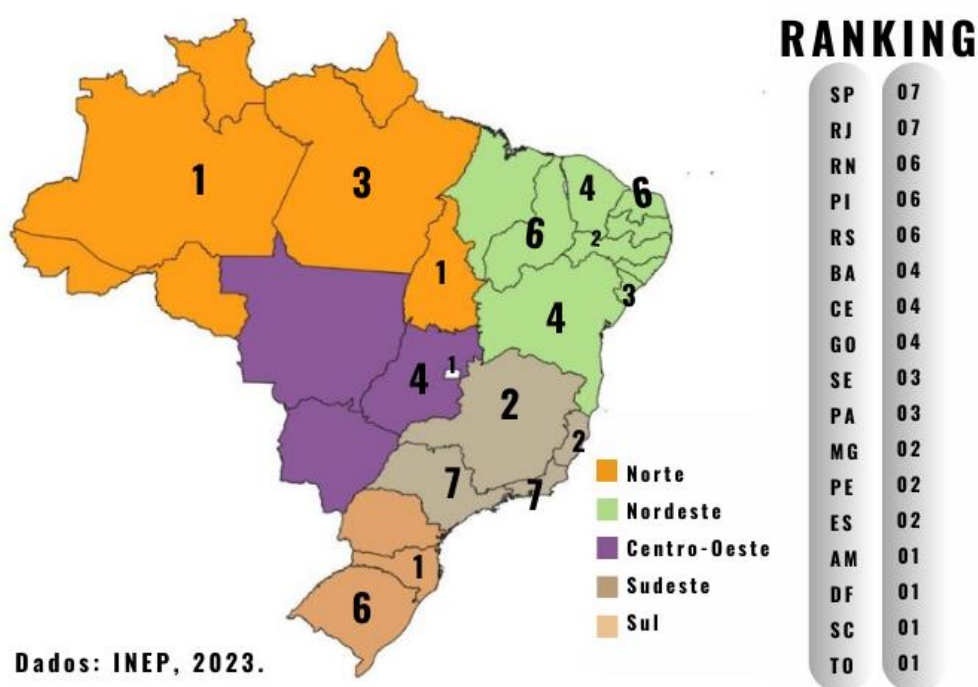 RANKING
SP 07
RJ 07
RN 06
PI 06
RS 06
BA 04
CE 04
GO 04
SE 03
PA 03
MG 02
PE 02
ES 02
AM 01
DF 01
SC 01
TO 01
1
3
4
6
6
2
1
3
4
4
1
2
2
7
7
1
6
Norte
Nordeste
Centro-Oeste
Sudeste
Sul
Dados: INEP, 2023.